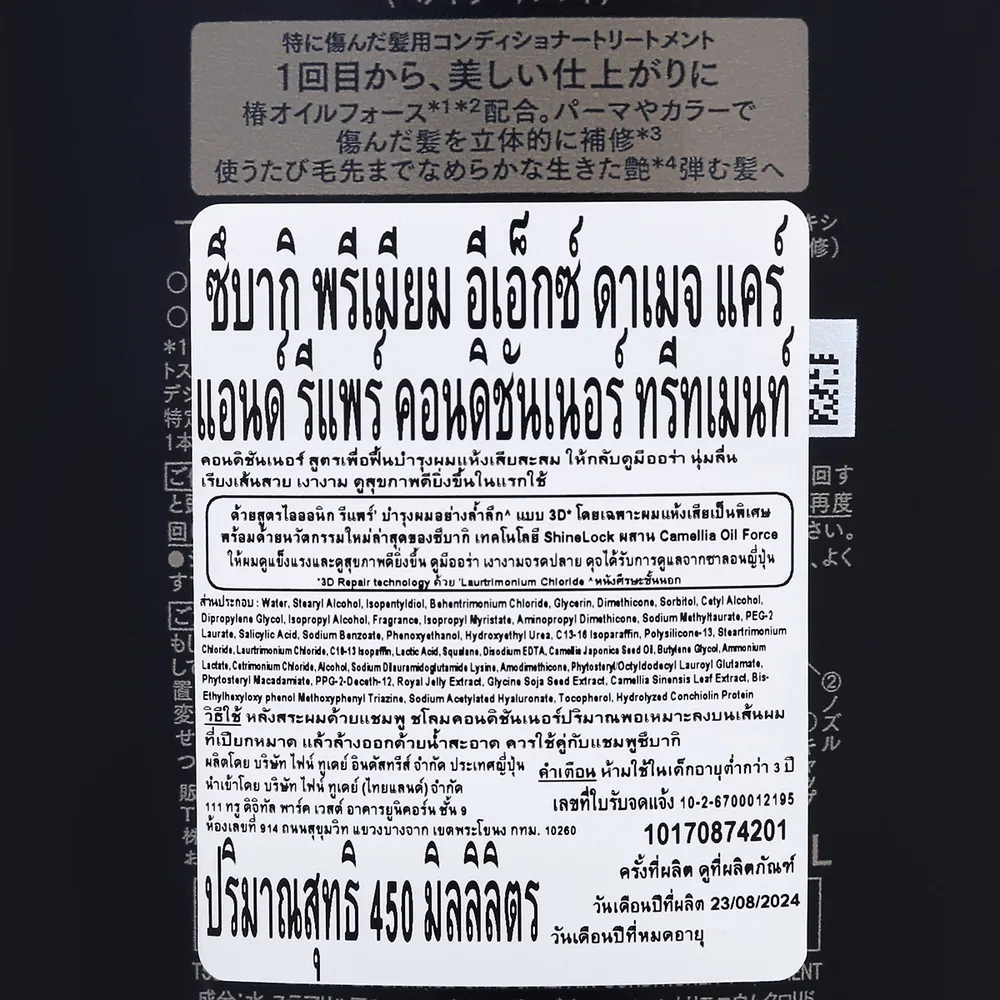 特に傷んだ髪用コンディショナートリートメント
1回目から、美しい仕上がりに
椿オイルフォース*1*2配合。パーマやカラーで
傷んだ髪を立体的に補修*3
使うたび毛先までなめらかな生きた艶*4弾む髪へ
ซึบากิ พรีเมียม อีเอ็กซ์ ดาเมจ แคร์
แอนด์ รีแพร์ คอนดิชันเนอร์ ทรีทเมนท์
คอนดิชันเนอร์ สูตรเพื่อฟื้นบำรุงผมแห้งเสียสะสม ให้กลับดูมีออร่า นุ่มลื่น
เรียงเส้นสวย เงางาม ดูสุขภาพดียิ่งขึ้นในแรกใช้
ด้วยสูตรไอออนิก รีแพร์' บำรุงผมอย่างล้ำลึก^ แบบ 3D* โดยเฉพาะผมแห้งเสียเป็นพิเศษ
พร้อมด้วยนวัตกรรมใหม่ล่าสุดของซึบากิ เทคโนโลยี ShineLock ผสาน Camellia Oil Force
ให้ผมดูแข็งแรงและดูสุขภาพดียิ่งขึ้น ดูมีออร่า เงางามจรดปลาย ดุจได้รับการดูแลจากซาลอนญี่ปุ่น
*3D Repair technology ด้วย 'Laurtrimonium Chloride ^หนังศีรษะชั้นนอก
ส่วนประกอบ : Water, Stearyl Alcohol, Isopentyldiol, Behentrimonium Chloride, Glycerin, Dimethicone, Sorbitol, Cetyl Alcohol,
Dipropylene Glycol, Isopropyl Alcohol, Fragrance, Isopropyl Myristate, Aminopropyl Dimethicone, Sodium Methyltaurate, PEG-2
Laurate, Salicylic Acid, Sodium Benzoate, Phenoxyethanol, Hydroxyethyl Urea, C13-16 Isoparaffin, Polysilicone-13, Steartrimonium
Chloride, Laurtrimonium Chloride, C10-13 Isopaffin, Lactic Acid, Squalane, Disodium EDTA, Camellia Japonica Seed Oil, Butylene Glycol, Ammonium
Lactate, Cetrimonium Chloride, Alcohol, Sodium Dilauramidoglutamide Lysine, Amodimethicone, Phytosteryl/Octyldodecyl Lauroyl Glutamate,
Phytosteryl Macadamiate, PPG-2-Deceth-12, Royal Jelly Extract, Glycine Soja Seed Extract, Camellia Sinensis Leaf Extract, Bis-
Ethylhexyloxy phenol Methoxyphenyl Triazine, Sodium Acetylated Hyaluronate, Tocopherol, Hydrolyzed Conchiolin Protein
วิธีใช้ หลังสระผมด้วยแชมพู ชโลมคอนดิชันเนอร์ปริมาณพอเหมาะลงบนเส้นผม
ที่เปียกหมาด แล้วล้างออกด้วยน้ำสะอาด ควรใช้คู่กับแชมพูซึบากิ
ผลิตโดย บริษัท ไฟน์ ทูเดย์ อินดัสทรีส์ จำกัด ประเทศญี่ปุ่น
นำเข้าโดย บริษัท ไฟน์ ทูเดย์ (ไทยแลนด์) จำกัด
111 ทรู ดิจิทัล พาร์ค เวสต์ อาคารยูนิคอร์น ชั้น 9
ห้องเลขที่ 914 ถนนสุขุมวิท แขวงบางจาก เขตพระโขนง กทม. 10260
คำเตือน ห้ามใช้ในเด็กอายุต่ำกว่า 3 ปี
เลขที่ใบรับจดแจ้ง 10-2-6700012195
10170874201
ครั้งที่ผลิต ดูที่ผลิตภัณฑ์
วันเดือนปีที่ผลิต 23/08/2024
วันเดือนปีที่หมดอายุ
ปริมาณสุทธิ 450 มิลลิลิตร